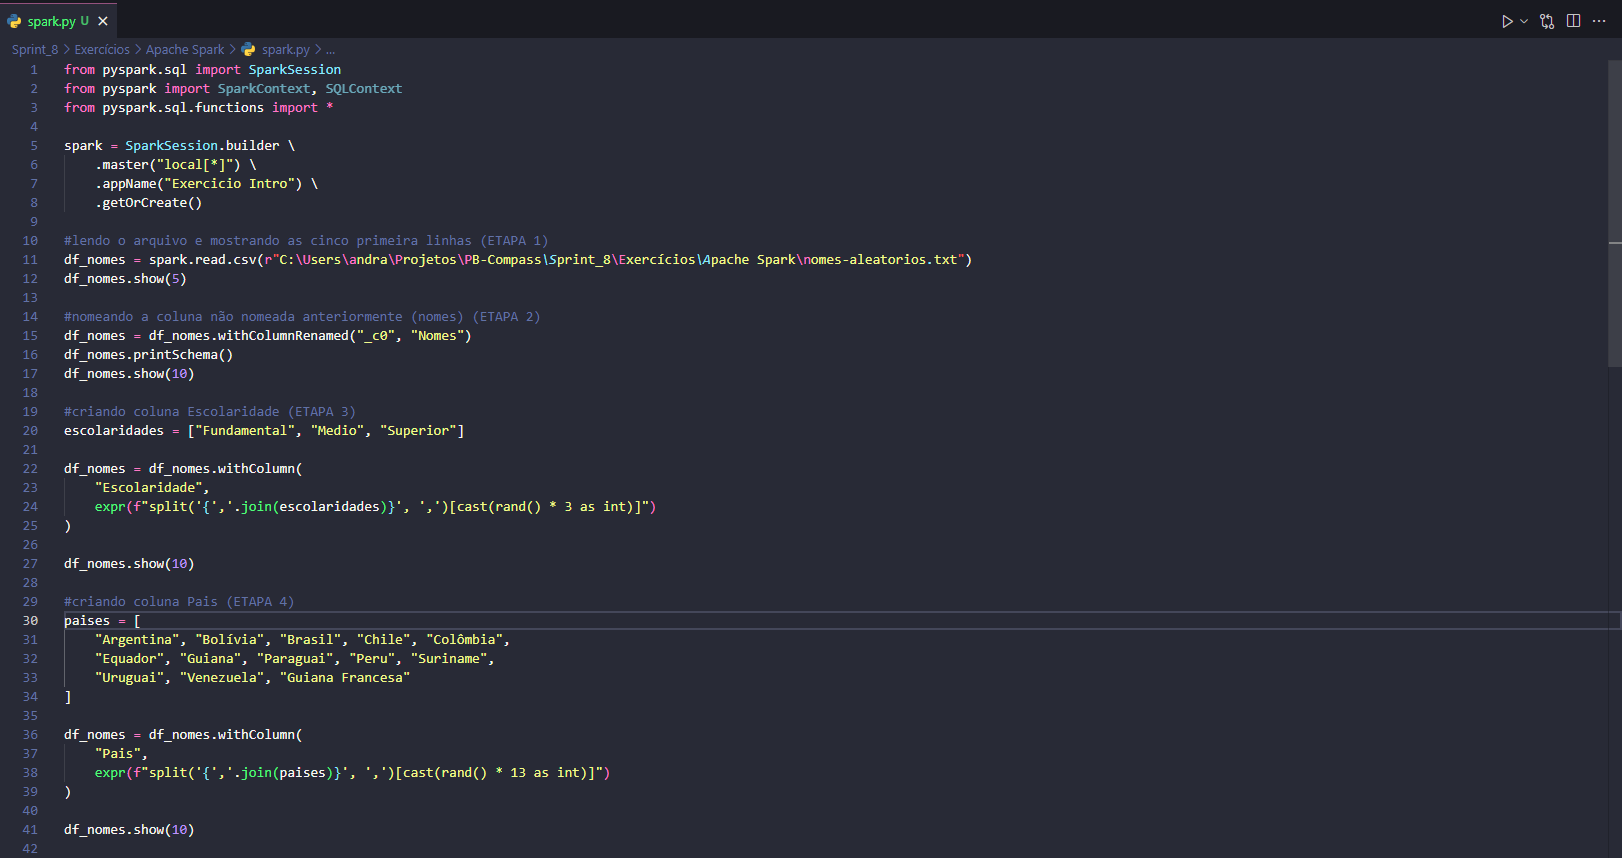 spark.py U
Sprint_8 > Exercícios > Apache Spark > spark.py > ...
1 from pyspark.sql import SparkSession
2 from pyspark import SparkContext, SQLContext
3 from pyspark.sql.functions import *
4
5 spark = SparkSession.builder \
6     .master("local[*]") \
7     .appName("Exercicio Intro") \
8     .getOrCreate()
9
10 #lendo o arquivo e mostrando as cinco primeira linhas (ETAPA 1)
11 df_nomes = spark.read.csv(r"C:\Users\andra\Projetos\PB-Compass\Sprint_8\Exercícios\Apache Spark\nomes-aleatorios.txt")
12 df_nomes.show(5)
13
14 #nomeando a coluna não nomeada anteriormente (nomes) (ETAPA 2)
15 df_nomes = df_nomes.withColumnRenamed("_c0", "Nomes")
16 df_nomes.printSchema()
17 df_nomes.show(10)
18
19 #criando coluna Escolaridade (ETAPA 3)
20 escolaridades = ["Fundamental", "Medio", "Superior"]
21
22 df_nomes = df_nomes.withColumn(
23     "Escolaridade",
24     expr(f"split('{','.join(escolaridades)}', ',')[cast(rand() * 3 as int)]")
25 )
26
27 df_nomes.show(10)
28
29 #criando coluna Pais (ETAPA 4)
30 paises = [
31     "Argentina", "Bolívia", "Brasil", "Chile", "Colômbia",
32     "Equador", "Guiana", "Paraguai", "Peru", "Suriname",
33     "Uruguai", "Venezuela", "Guiana Francesa"
34 ]
35
36 df_nomes = df_nomes.withColumn(
37     "Pais",
38     expr(f"split('{','.join(paises)}', ',')[cast(rand() * 13 as int)]")
39 )
40
41 df_nomes.show(10)
42